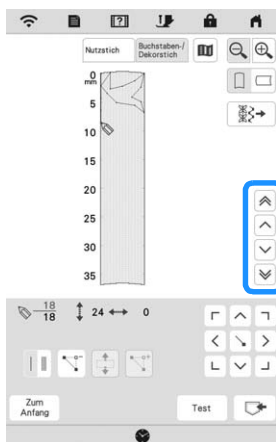 Nutzstich
Buchstaben-/
Dekorstich
0
mm
5
10
15
20
25
30
35
18
18
24
0
Zum
Anfang
Test